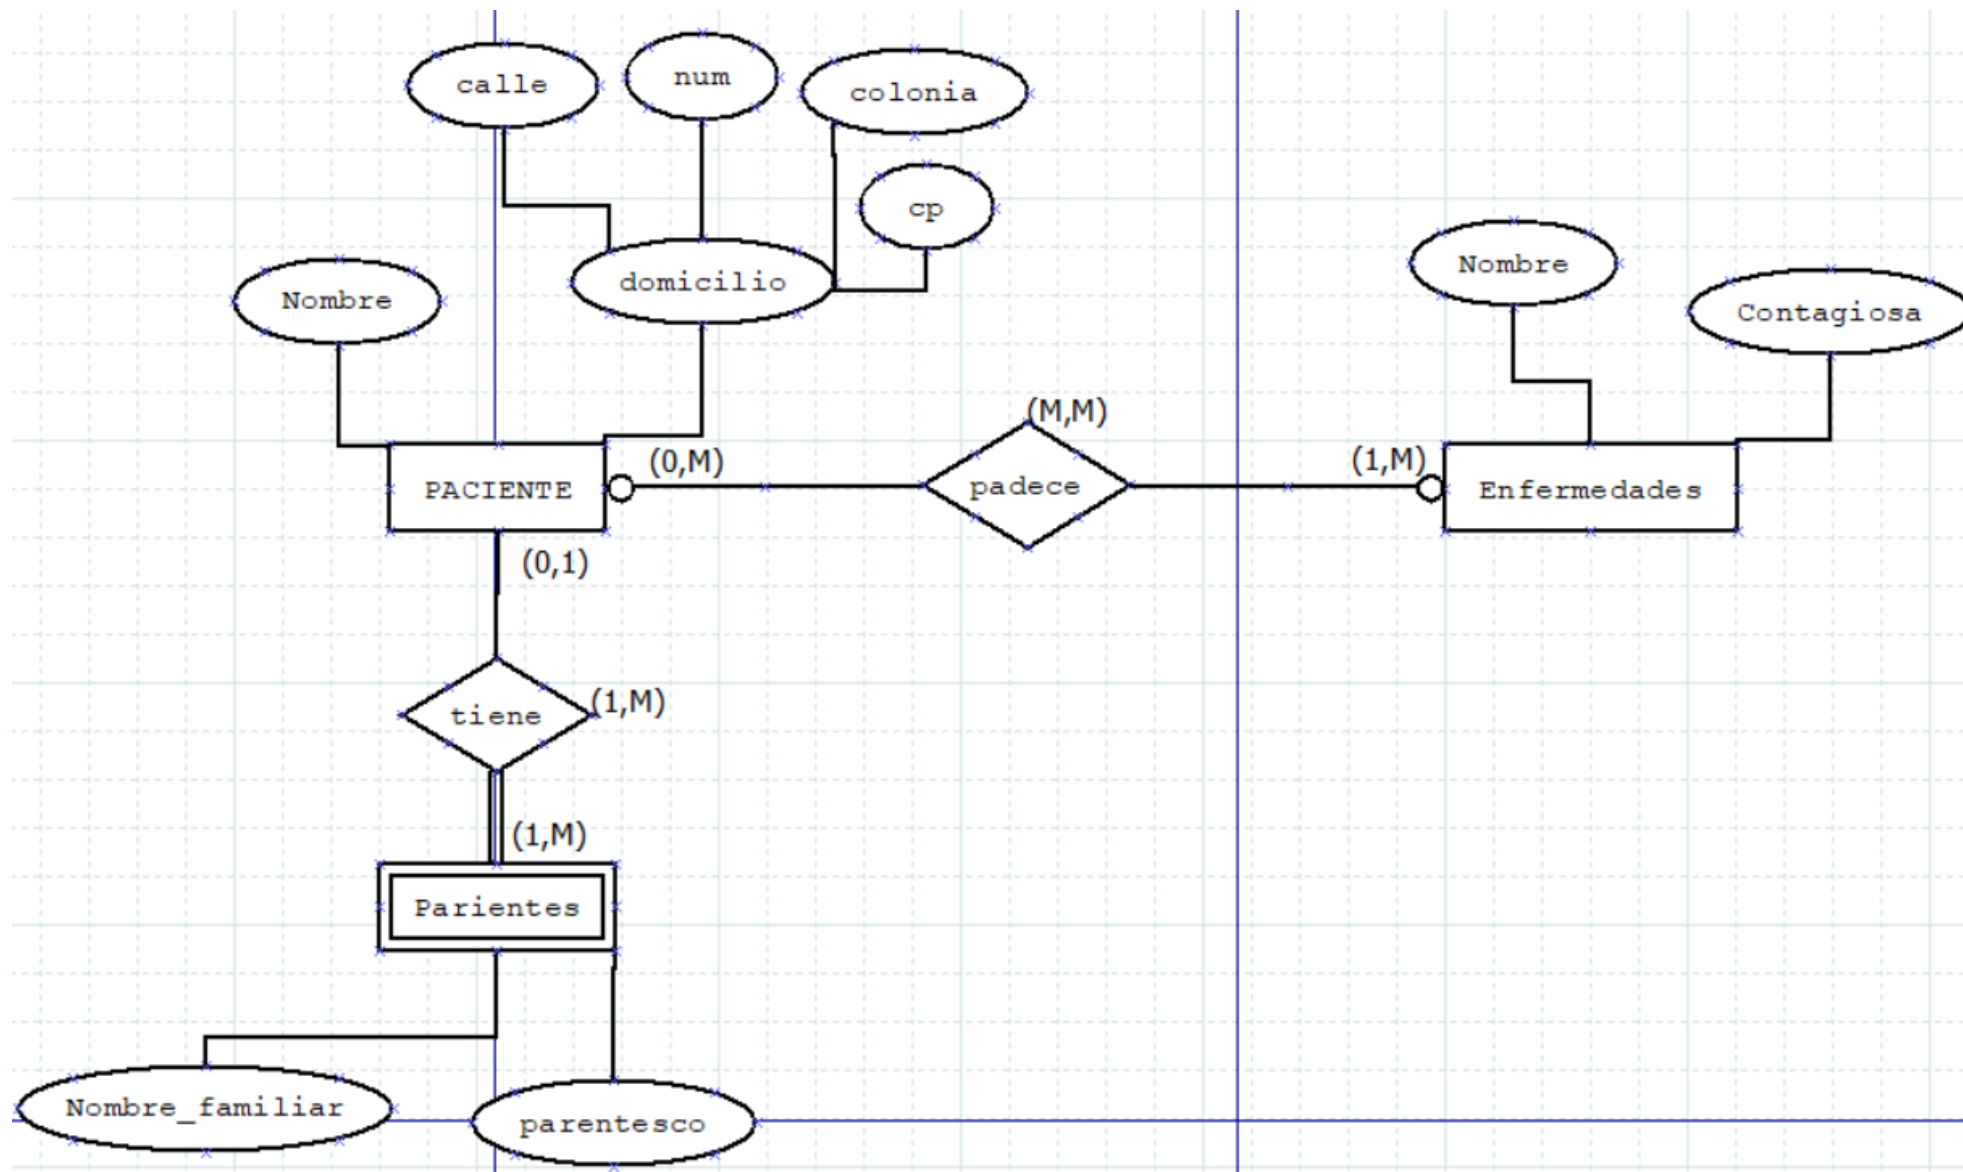 calle
num
colonia
cp
Nombre
domicilio
Nombre
Contagiosa
(M,M)
(0,M)
(1,M)
PACIENTE
padece
Enfermedades
(0,1)
tiene
(1,M)
(1,M)
Parientes
Nombre_familiar
parentesco